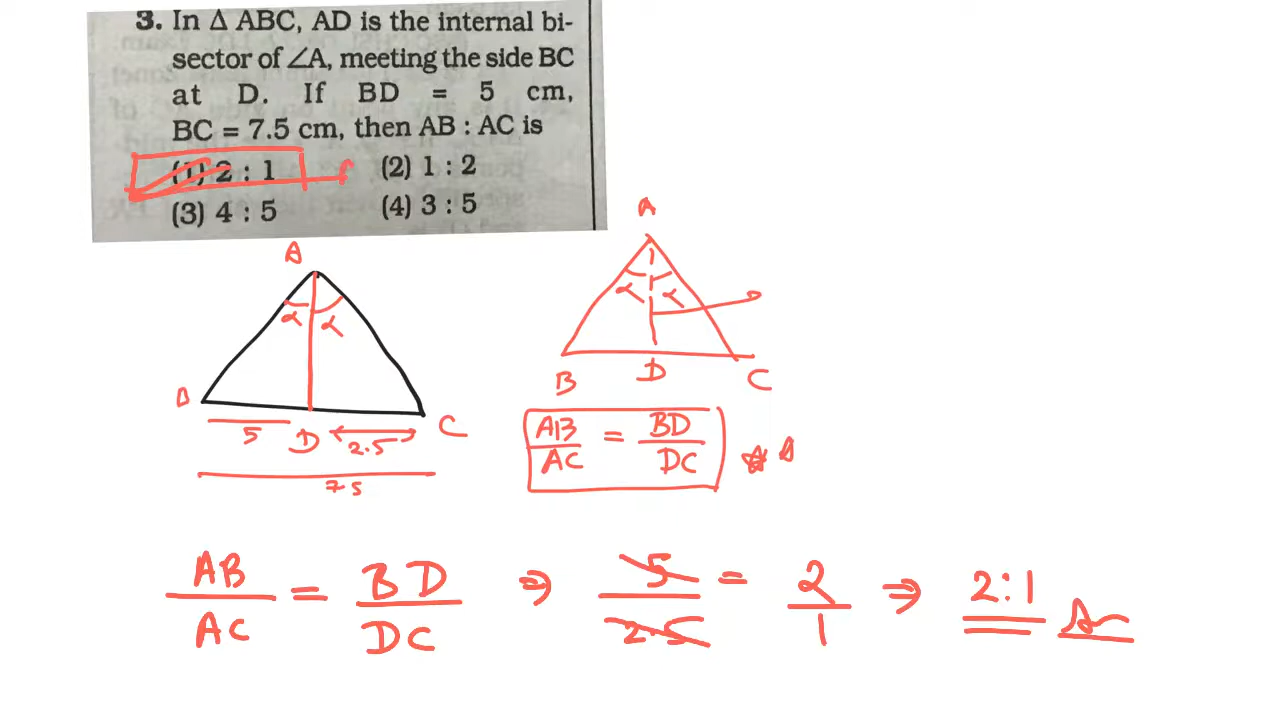 3. In Δ ABC, AD is the internal bi-
sector of ∠A, meeting the side BC
at D. If BD = 5 cm,
BC = 7.5 cm, then AB : AC is
(1) 2 : 1 (2) 1 : 2
(3) 4 : 5 (4) 3 : 5
A
A
α α
α α
B
B D C
5 D 2.5 C
7.5
AB/AC = BD/DC
AB/AC = BD/DC ⇒ 5/2.5 = 2/1 ⇒ 2:1